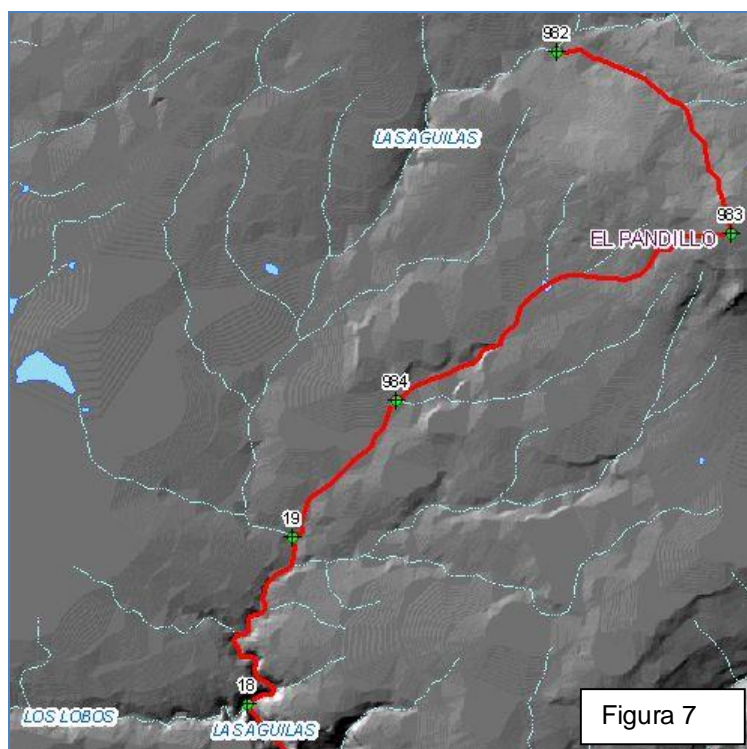 982
LAS AGUILAS
983
EL PANDILLO
984
19
18
LOS LOBOS
LAS AGUILAS
Figura 7